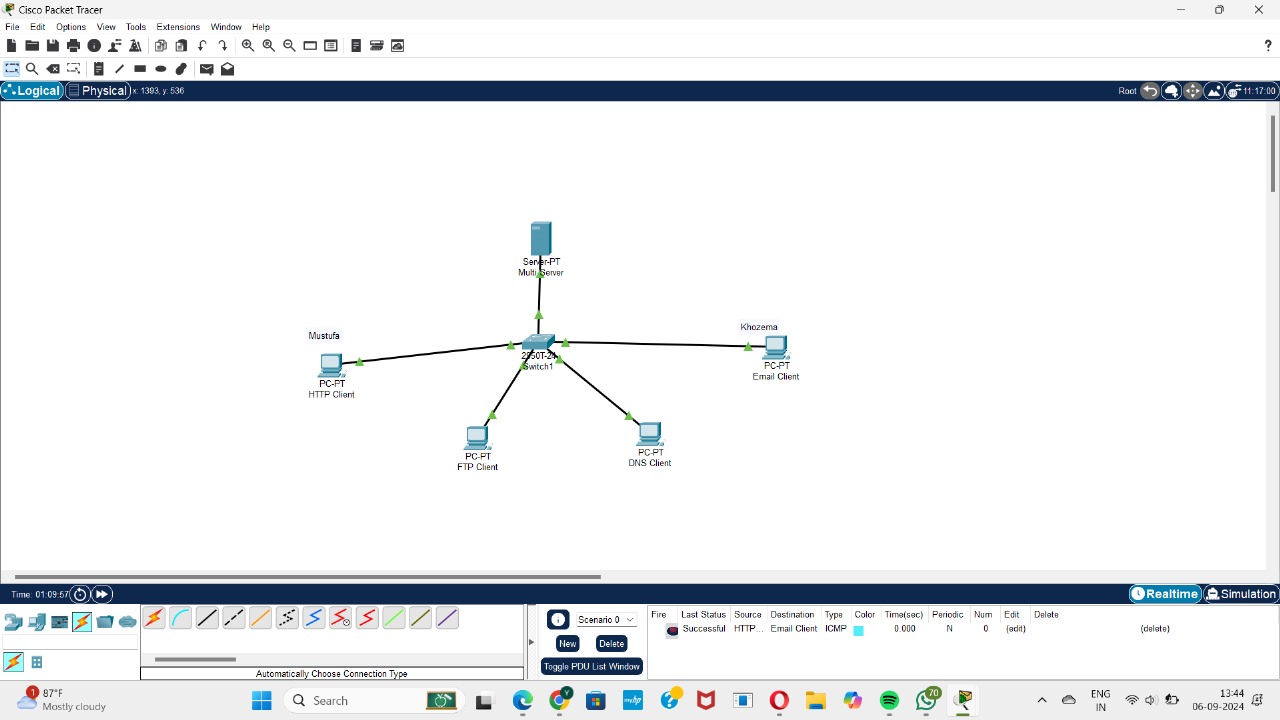 Cisco Packet Tracer
File Edit Options View Tools Extensions Window Help
?
Logical Physical x: 1393, y: 536 Root 11:17:00
Server-PT
Multi Server
Mustufa
Khozema
2950T-24
Switch1
PC-PT
HTTP Client
PC-PT
Email Client
PC-PT
FTP Client
PC-PT
DNS Client
Time: 01:09:57 Realtime Simulation
Scenario 0
New Delete
Toggle PDU List Window
Fire Last Status Source Destination Type Color Time(sec) Periodic Num Edit Delete
Successful HTTP... Email Client ICMP 0.000 N 0 (edit) (delete)
Automatically Choose Connection Type
1 87°F
Mostly cloudy
Search
70
ENG
IN
13:44
06-09-2024